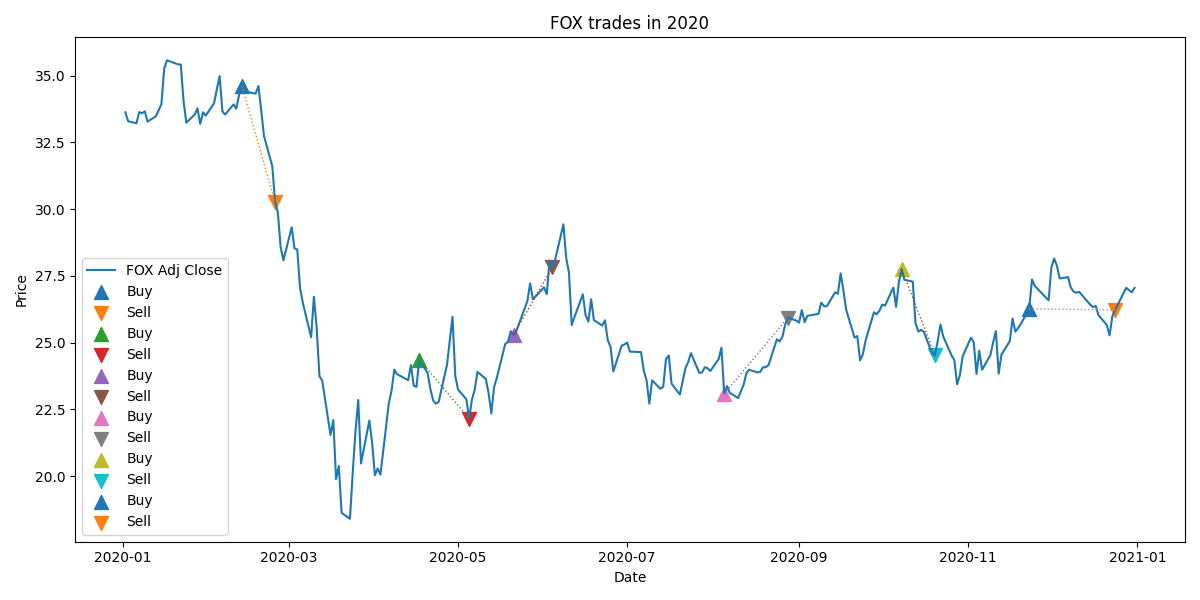 FOX trades in 2020
35.0
32.5
30.0
27.5
25.0
22.5
20.0
Price
FOX Adj Close
Buy
Sell
Buy
Sell
Buy
Sell
Buy
Sell
Buy
Sell
Buy
Sell
2020-01
2020-03
2020-05
2020-07
2020-09
2020-11
2021-01
Date